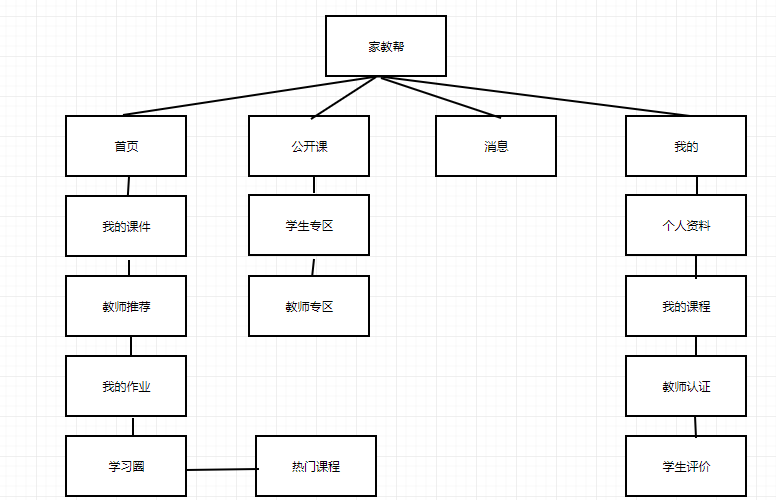 家教帮
首页
公开课
消息
我的
我的课件
学生专区
个人资料
教师推荐
教师专区
我的课程
我的作业
教师认证
学习圈
热门课程
学生评价